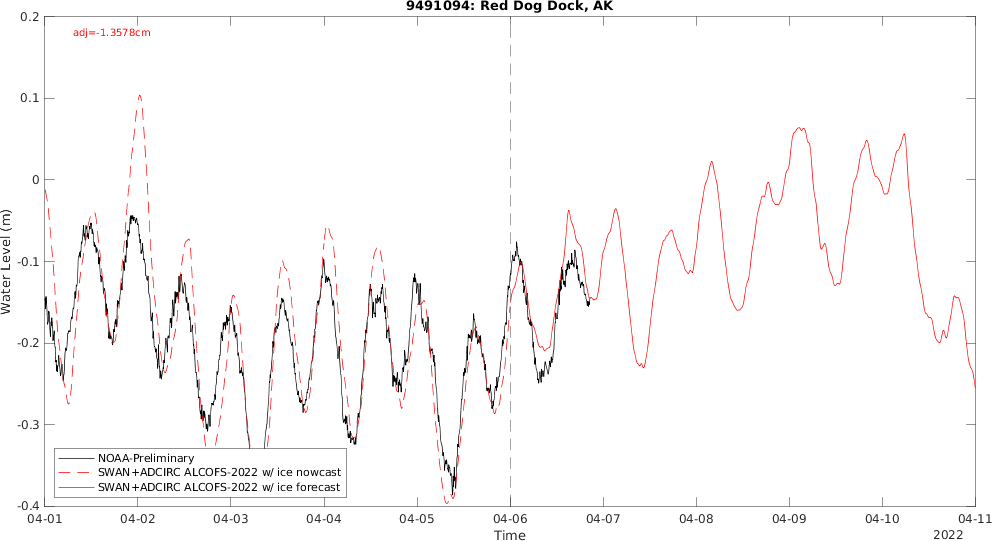 9491094: Red Dog Dock, AK
adj=-1.3578cm
0.2
0.1
0
-0.1
-0.2
-0.3
-0.4
Water Level (m)
NOAA-Preliminary
SWAN+ADCIRC ALCOFS-2022 w/ ice nowcast
SWAN+ADCIRC ALCOFS-2022 w/ ice forecast
04-01 04-02 04-03 04-04 04-05 04-06 04-07 04-08 04-09 04-10 04-11
Time
2022